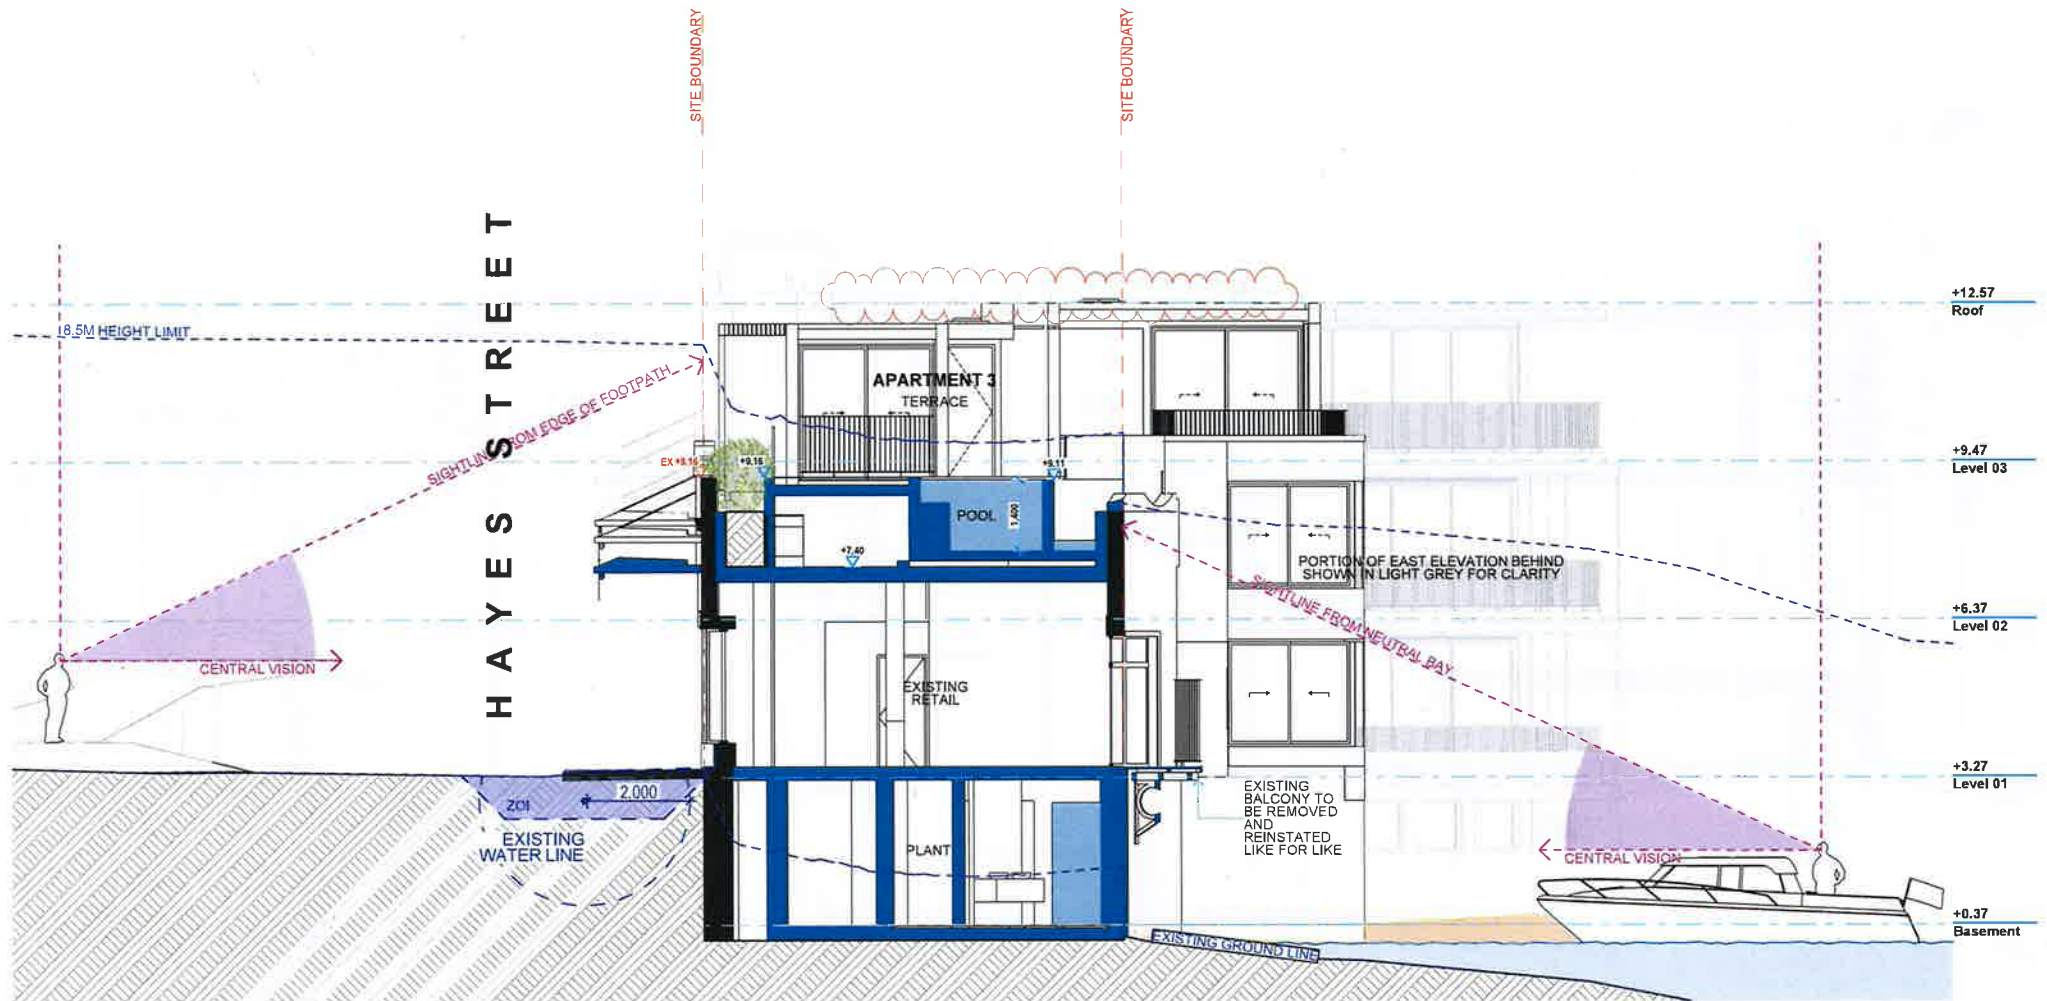 SITE BOUNDARY
SITE BOUNDARY
HAYES STREET
8.5M HEIGHT LIMIT
SIGHTLINE FROM EDGE OF FOOTPATH
CENTRAL VISION
APARTMENT 3
TERRACE
EX +9.16
+9.16
+9.11
POOL
1,400
+7.40
EXISTING
RETAIL
PORTION OF EAST ELEVATION BEHIND
SHOWN IN LIGHT GREY FOR CLARITY
SIGHTLINE FROM NEUTRAL BAY
ZOI
2,000
EXISTING
WATER LINE
PLANT
EXISTING
BALCONY TO
BE REMOVED
AND
REINSTATED
LIKE FOR LIKE
CENTRAL VISION
EXISTING GROUND LINE
+12.57
Roof
+9.47
Level 03
+6.37
Level 02
+3.27
Level 01
+0.37
Basement